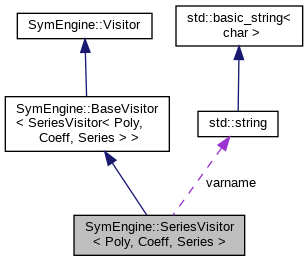 SymEngine::Visitor
std::basic_string<
char >
SymEngine::BaseVisitor
< SeriesVisitor< Poly,
Coeff, Series > >
std::string
varname
SymEngine::SeriesVisitor
< Poly, Coeff, Series >